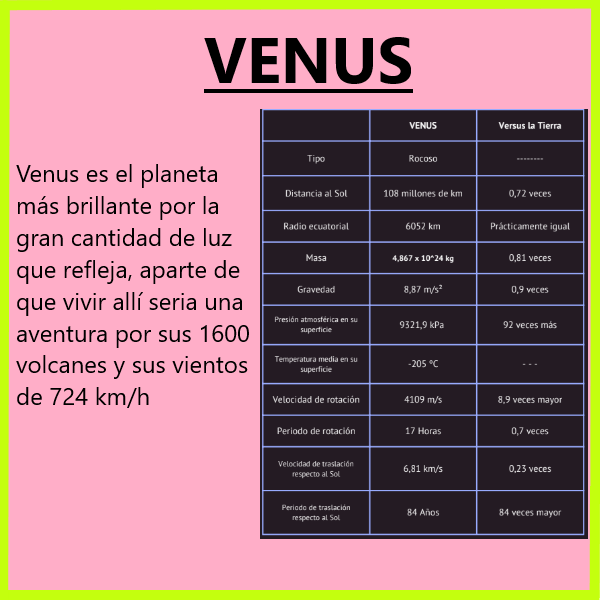 VENUS
Venus es el planeta
más brillante por la
gran cantidad de luz
que refleja, aparte de
que vivir allí seria una
aventura por sus 1600
volcanes y sus vientos
de 724 km/h
VENUS Versus la Tierra
Tipo Rocoso --------
Distancia al Sol 108 millones de km 0,72 veces
Radio ecuatorial 6052 km Prácticamente igual
Masa 4,867 x 10^24 kg 0,81 veces
Gravedad 8,87 m/s² 0,9 veces
Presión atmosférica en su
superficie 9321,9 kPa 92 veces más
Temperatura media en su
superficie -205 ºC - - -
Velocidad de rotación 4109 m/s 8,9 veces mayor
Periodo de rotación 17 Horas 0,7 veces
Velocidad de traslación
respecto al Sol 6,81 km/s 0,23 veces
Periodo de traslación
respecto al Sol 84 Años 84 veces mayor